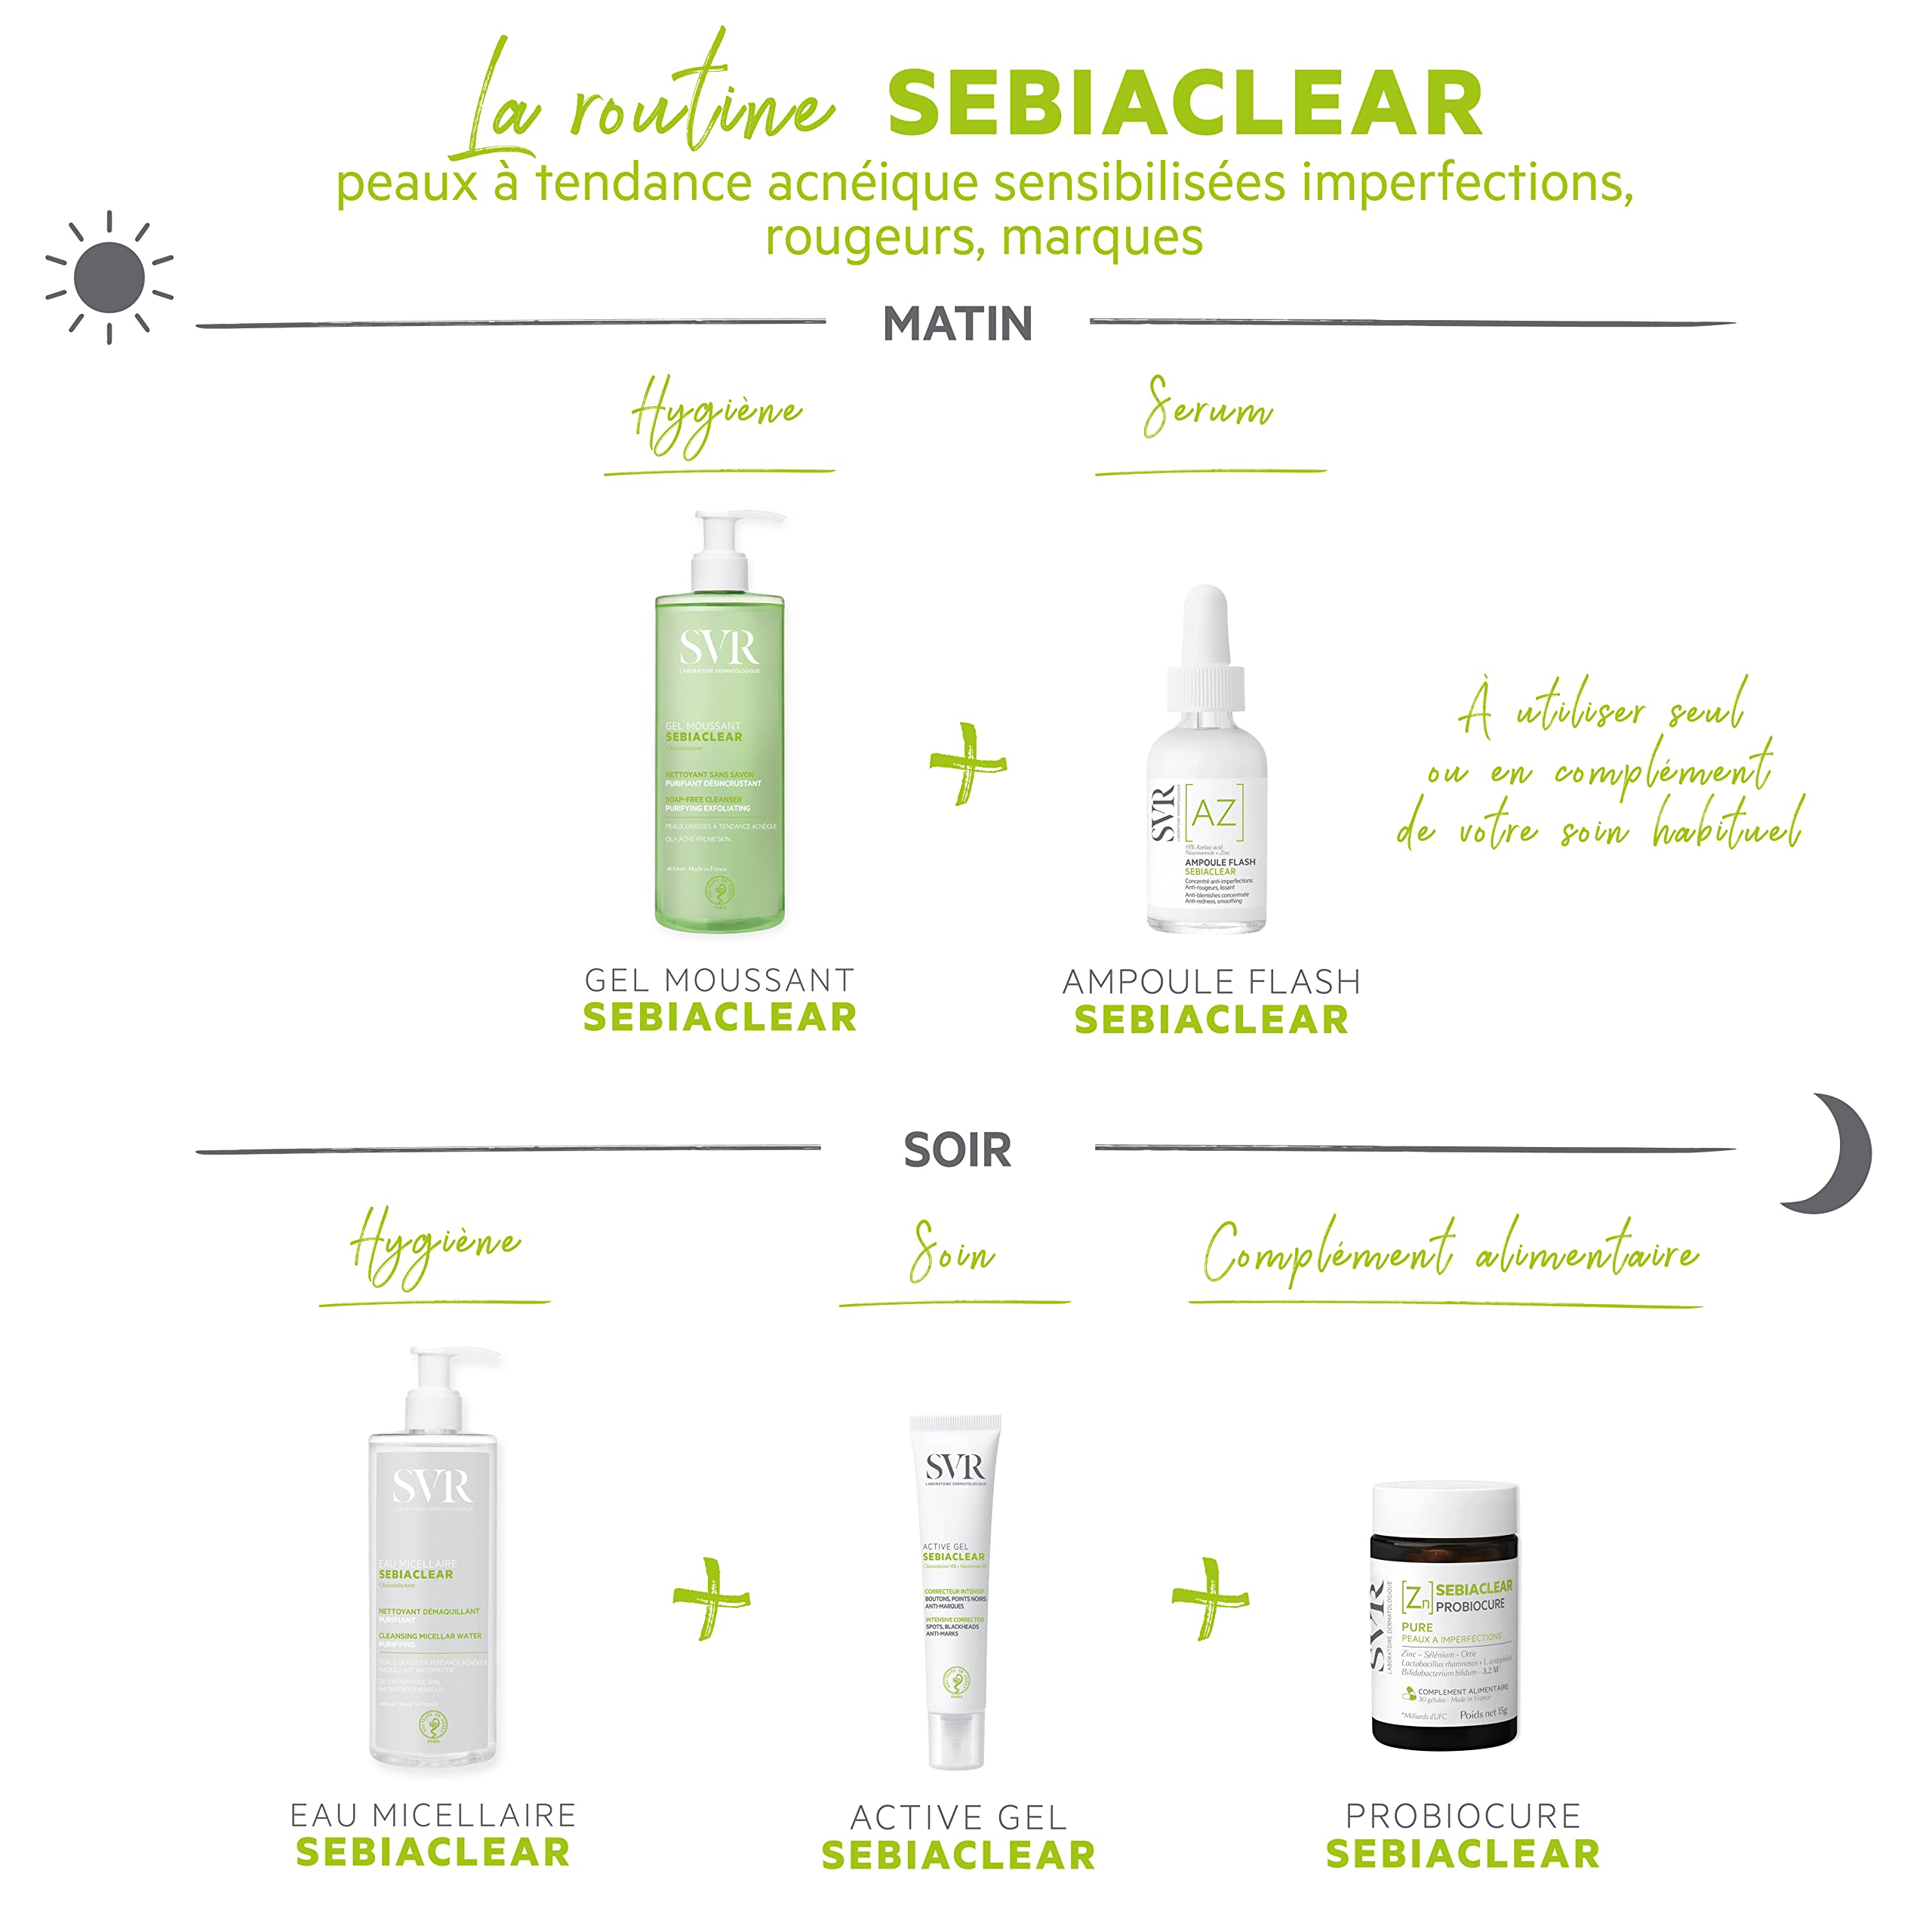 La routine SEBIACLEAR
peaux à tendance acnéique sensibilisées imperfections,
rougeurs, marques
MATIN
Hygiène
Serum
SVR
LABORATOIRE DERMATOLOGIQUE
GEL MOUSSANT
SEBIACLEAR
Gluconolactone
NETTOYANT SANS SAVON
PURIFIANT DÉSINCRUSTANT
SOAP-FREE CLEANSER
PURIFYING EXFOLIATING
PEAUX GRASSES À TENDANCE ACNÉIQUE
OILY ACNE PRONE SKIN
400ml - Made in France
PARIS
SVR
LABORATOIRE DERMATOLOGIQUE
[AZ]
15% Azelaic acid
Niacinamide + Zinc
AMPOULE FLASH
SEBIACLEAR
Concentré anti-imperfections
Anti-rougeurs, lissant
Anti-blemishes concentrate
Anti-redness, smoothing
À utiliser seul
ou en complément
de votre soin habituel
GEL MOUSSANT
SEBIACLEAR
AMPOULE FLASH
SEBIACLEAR
SOIR
Hygiène
Soin
Complément alimentaire
SVR
LABORATOIRE DERMATOLOGIQUE
EAU MICELLAIRE
SEBIACLEAR
Gluconolactone
NETTOYANT DÉMAQUILLANT
PURIFIANT
CLEANSING MICELLAR WATER
PURIFYING
PEAUX GRASSES À TENDANCE ACNÉIQUE
MAQUILLAGE WATERPROOF
OILY ACNE PRONE SKIN
WATERPROOF MAKE-UP
400ml - Made in France
PARIS
SVR
LABORATOIRE DERMATOLOGIQUE
ACTIVE GEL
SEBIACLEAR
CORRECTEUR INTENSIF
BOUTONS, POINTS NOIRS
ANTI-MARQUES
INTENSIVE CORRECTOR
SPOTS, BLACKHEADS
ANTI-MARKS
PARIS
SVR
LABORATOIRE DERMATOLOGIQUE
[Zn] SEBIACLEAR
PROBIOCURE
PURE
PEAUX A IMPERFECTIONS
Zinc - Sélénium - Ortie
Lactobacillus rhamnosus + L. acidophilus
Bifidobacterium bifidum - 3,2 M*
COMPLEMENT ALIMENTAIRE
30 gélules - Made in France
*Milliards d'UFC
Poids net 15g
EAU MICELLAIRE
SEBIACLEAR
ACTIVE GEL
SEBIACLEAR
PROBIOCURE
SEBIACLEAR